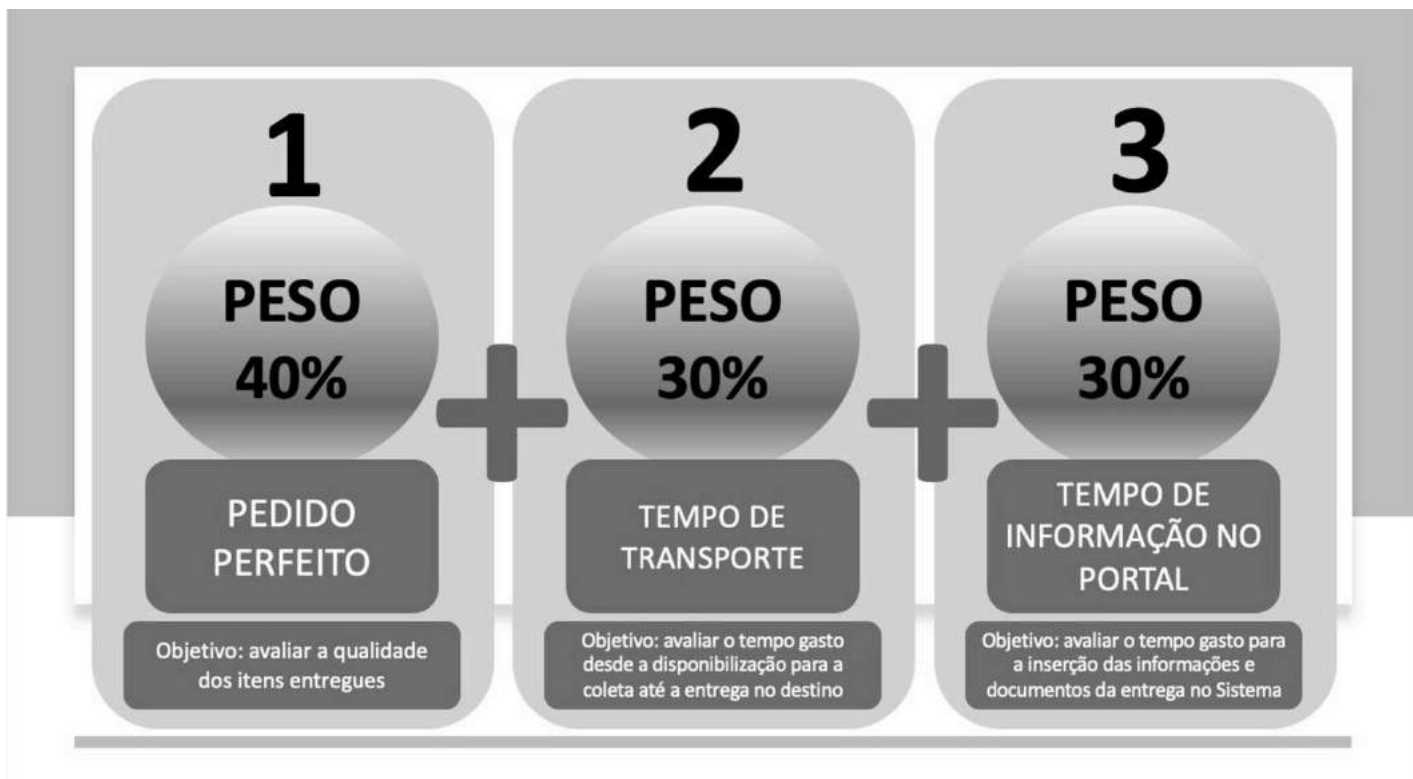 1
PESO
40%
PEDIDO
PERFEITO
Objetivo: avaliar a qualidade
dos itens entregues
2
PESO
30%
TEMPO DE
TRANSPORTE
Objetivo: avaliar o tempo gasto
desde a disponibilização para a
coleta até a entrega no destino
3
PESO
30%
TEMPO DE
INFORMAÇÃO NO
PORTAL
Objetivo: avaliar o tempo gasto para
a inserção das informações e
documentos da entrega no Sistema